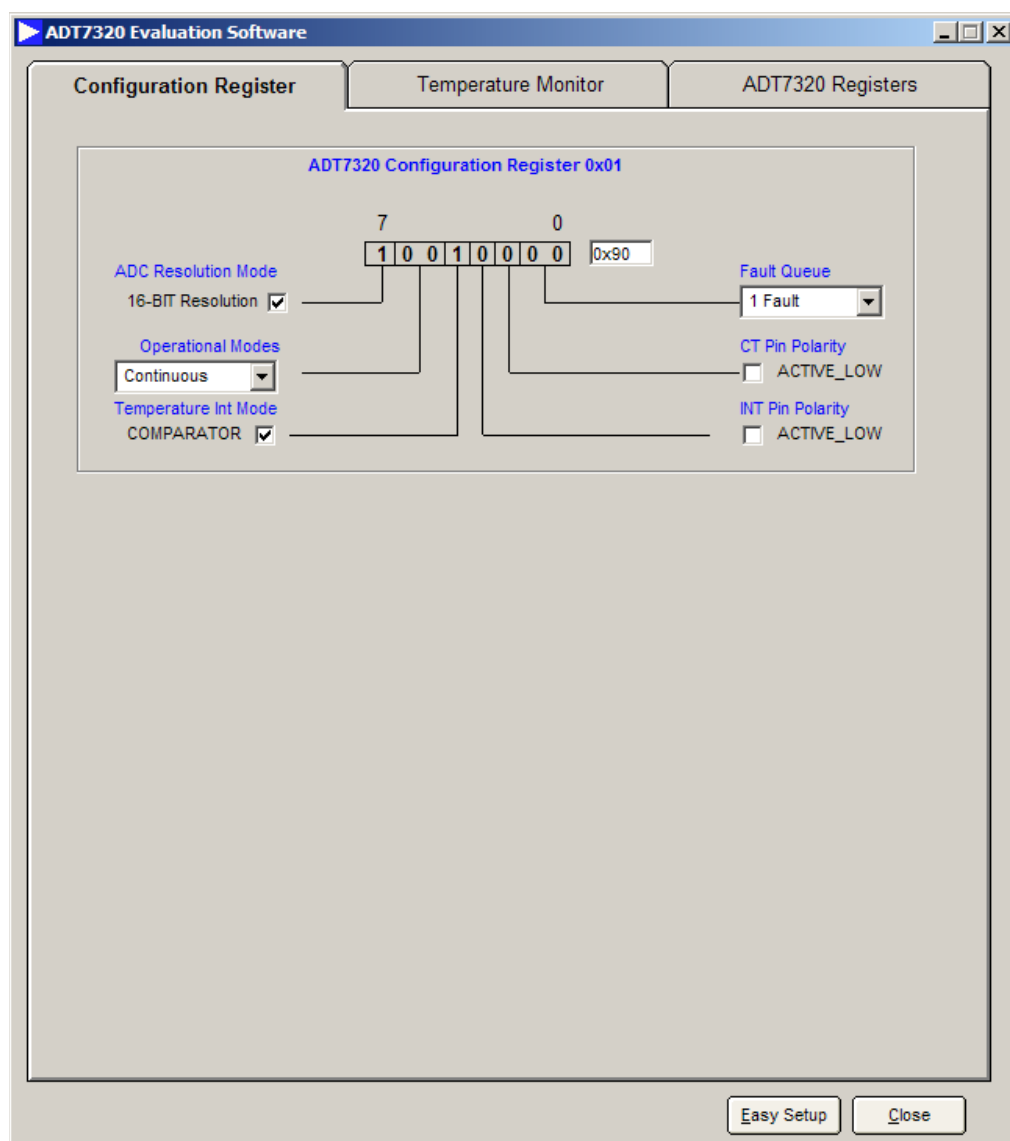 ADT7320 Evaluation Software
Configuration Register
Temperature Monitor
ADT7320 Registers
ADT7320 Configuration Register 0x01
7 0
1 0 0 1 0 0 0 0 0x90
ADC Resolution Mode
16-BIT Resolution
Operational Modes
Continuous
Temperature Int Mode
COMPARATOR
Fault Queue
1 Fault
CT Pin Polarity
ACTIVE_LOW
INT Pin Polarity
ACTIVE_LOW
Easy Setup
Close